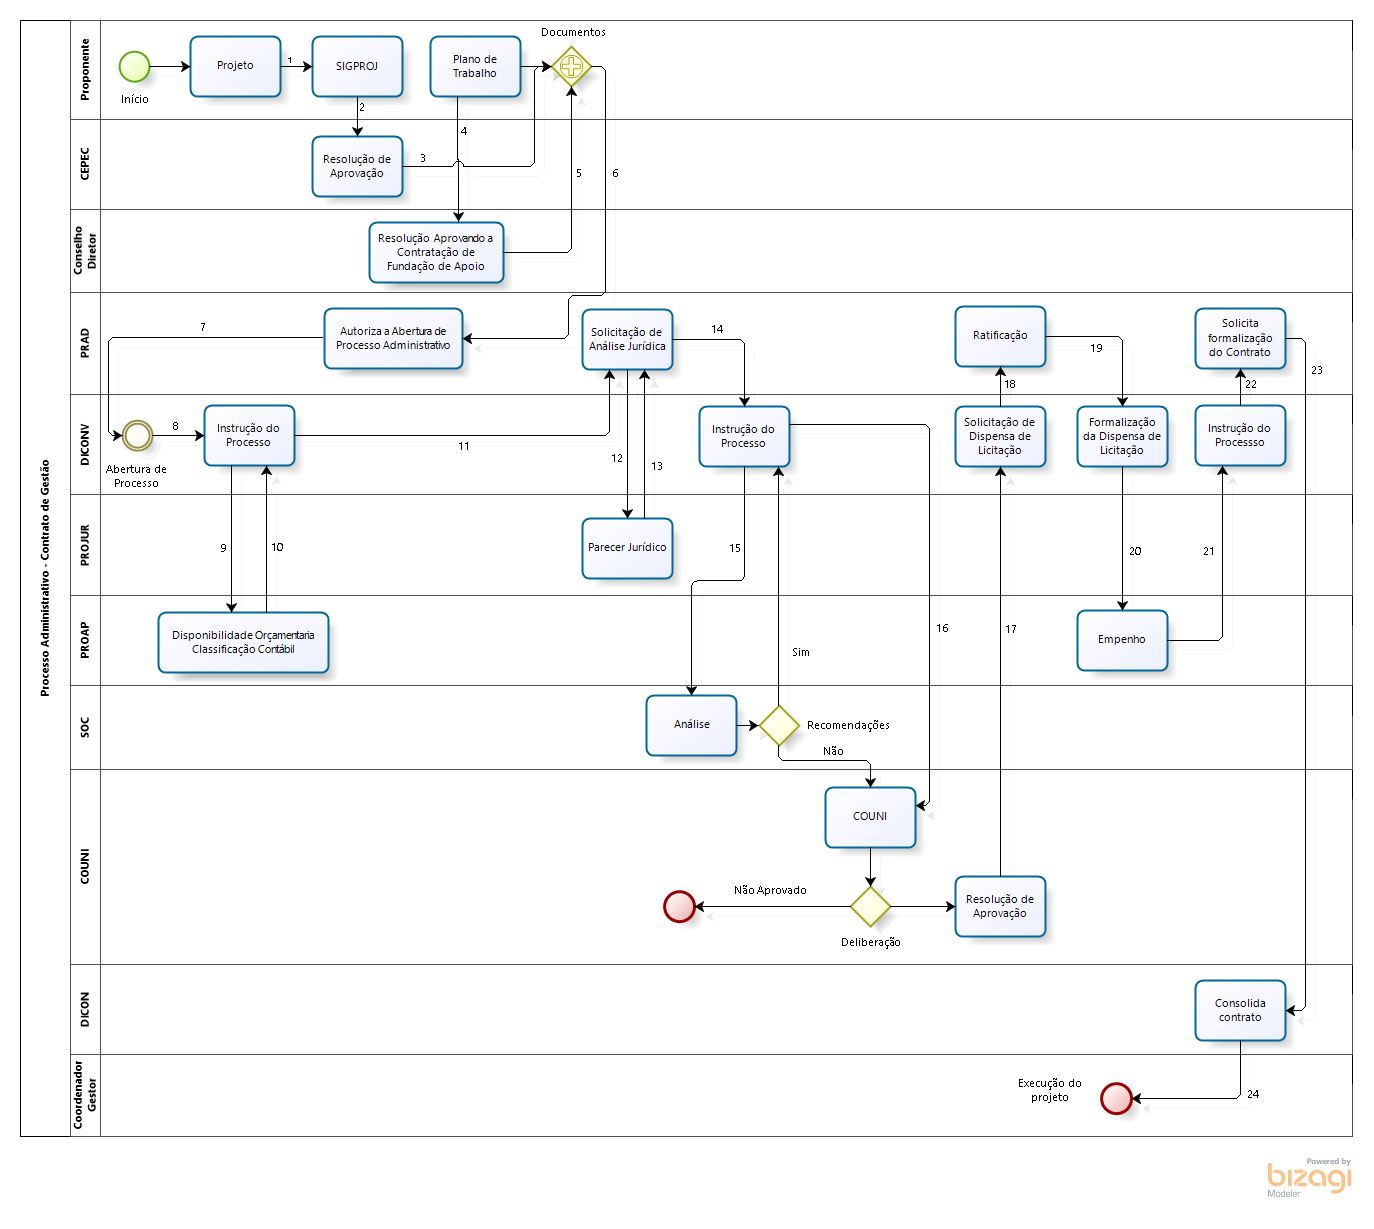 Processo Administrativo - Contrato de Gestão
Proponente
Início
Projeto
1
SIGPROJ
2
Plano de
Trabalho
4
Documentos
CEPEC
Resolução de
Aprovação
3
5
6
Conselho
Diretor
Resolução Aprovando a
Contratação de
Fundação de Apoio
PRAD
7
Autoriza a Abertura de
Processo Administrativo
Solicitação de
Análise Jurídica
14
Ratificação
18
19
Solicita
formalização
do Contrato
22
23
DICONV
Abertura de
Processo
8
Instrução do
Processo
11
12
13
Instrução do
Processo
Solicitação de
Dispensa de
Licitação
Formalização
da Dispensa de
Licitação
Instrução do
Processso
PROJUR
9
10
Parecer Jurídico
15
20
21
PROAP
Disponibilidade Orçamentaria
Classificação Contábil
Sim
16
17
Empenho
SOC
Análise
Recomendações
Não
COUNI
COUNI
Não Aprovado
Deliberação
Resolução de
Aprovação
DICON
Consolida
contrato
Coordenador
Gestor
Execução do
projeto
24
Powered by
bizagi
Modeler